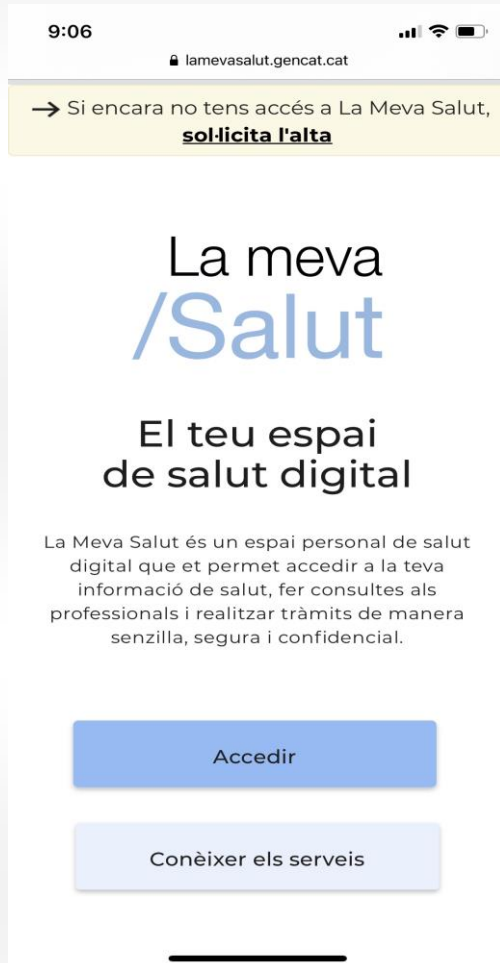 9:06
lamevasalut.gencat.cat
→ Si encara no tens accés a La Meva Salut,
sol·licita l'alta
La meva
/Salut
El teu espai
de salut digital
La Meva Salut és un espai personal de salut
digital que et permet accedir a la teva
informació de salut, fer consultes als
professionals i realitzar tràmits de manera
senzilla, segura i confidencial.
Accedir
Conèixer els serveis